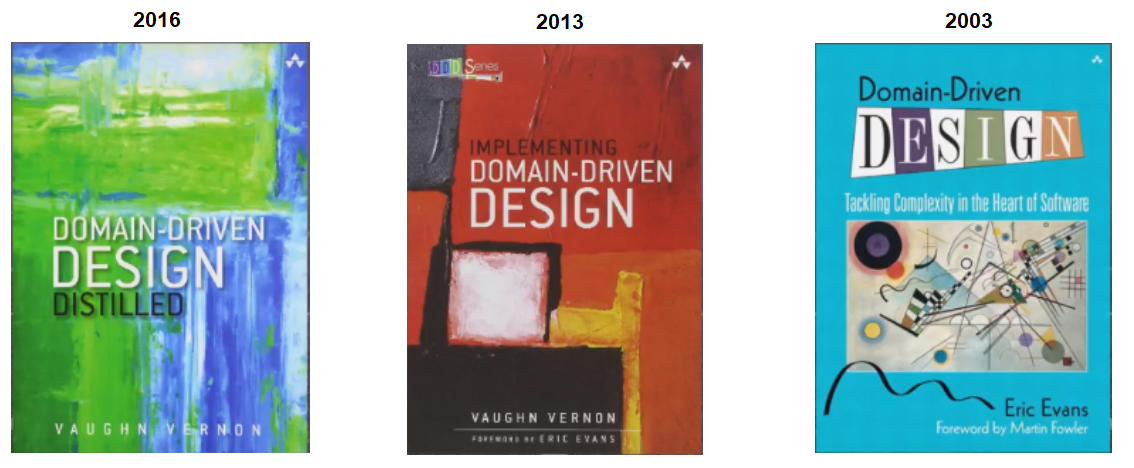 2016
2013
2003
DOMAIN-DRIVEN
DESIGN
DISTILLED
VAUGHN VERNON
DDD Series
IMPLEMENTING
DOMAIN-DRIVEN
DESIGN
VAUGHN VERNON
FOREWORD BY ERIC EVANS
Domain-Driven
DESIGN
Tackling Complexity in the Heart of Software
Eric Evans
Foreword by Martin Fowler